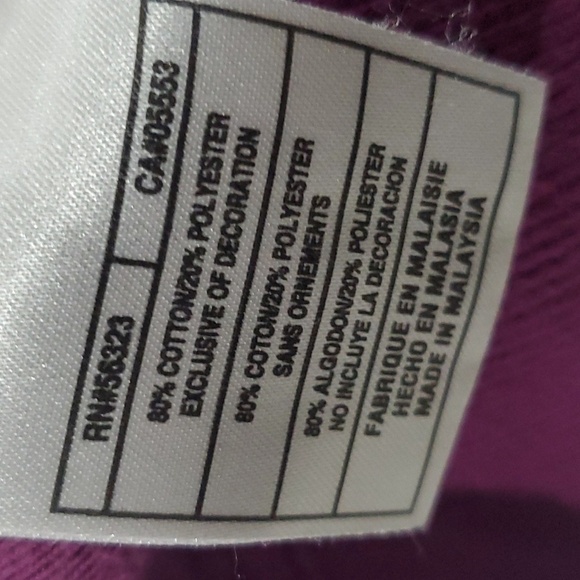 RN#56323 CA#05553
80% COTTON/20% POLYESTER
EXCLUSIVE OF DECORATION
80% COTON/20% POLYESTER
SANS ORNEMENTS
80% ALGODON/20% POLIESTER
NO INCLUYE LA DECORACION
FABRIQUE EN MALAISIE
HECHO EN MALASIA
MADE IN MALAYSIA